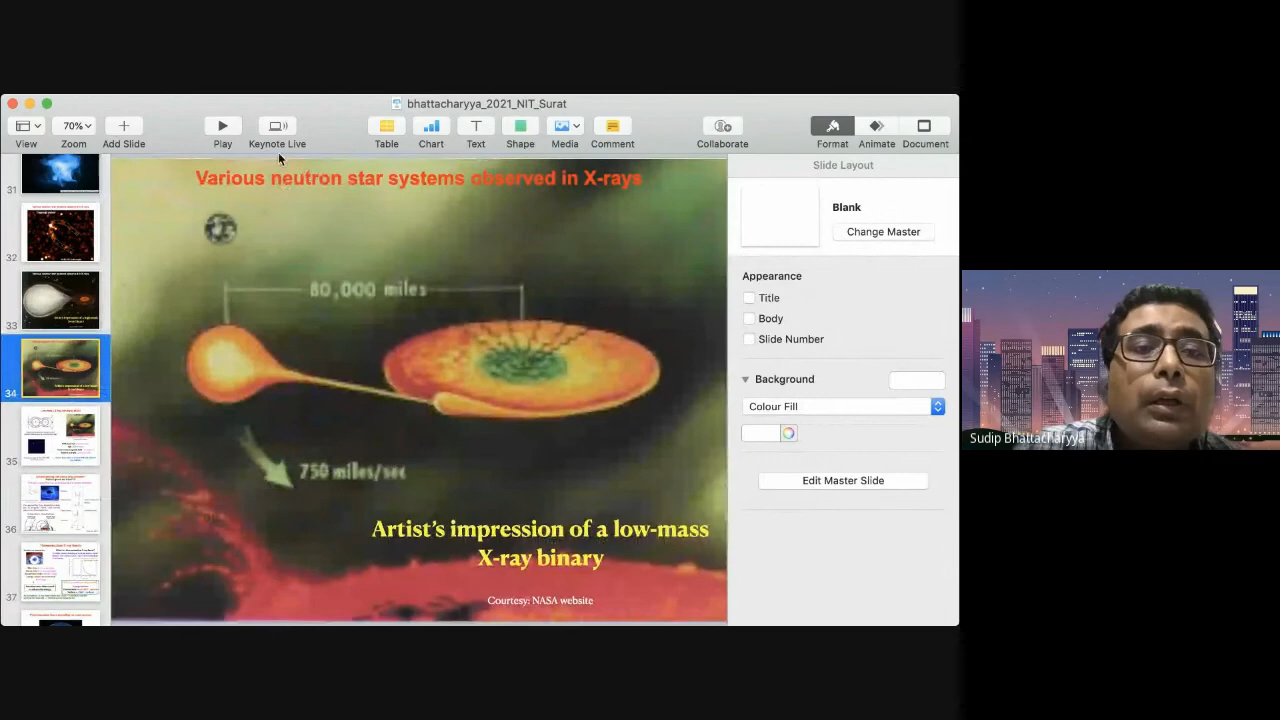 bhattacharyya_2021_NIT_Surat
70%
View
Zoom
Add Slide
Play
Keynote Live
Table
Chart
Text
Shape
Media
Comment
Collaborate
Format
Animate
Document
31
32
33
34
35
36
37
Various neutron star systems observed in X-rays
80,000 miles
750 miles/sec
Artist's impression of a low-mass
X-ray binary
Courtesy: NASA website
Slide Layout
Blank
Change Master
Appearance
Title
Body
Slide Number
Background
Colour Fill
Edit Master Slide
Sudip Bhattacharyya